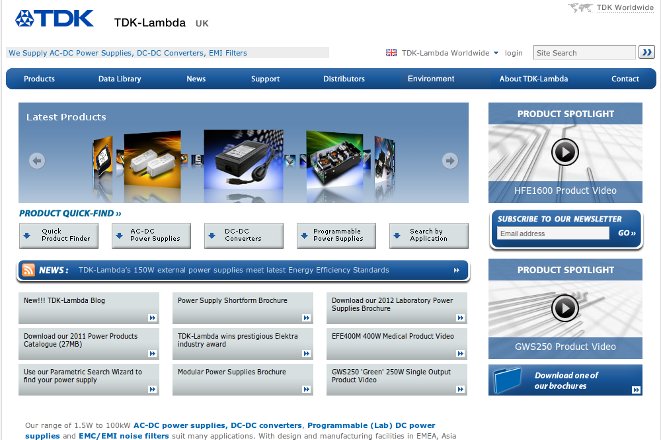 TDK
TDK-Lambda UK
TDK Worldwide
We Supply AC-DC Power Supplies, DC-DC Converters, EMI Filters
TDK-Lambda Worldwide
login
Site Search
Products
Data Library
News
Support
Distributors
Environment
About TDK-Lambda
Contact
Latest Products
PRODUCT SPOTLIGHT
HFE1600 Product Video
PRODUCT QUICK-FIND ››
Quick
Product Finder
AC-DC
Power Supplies
DC-DC
Converters
Programmable
Power Supplies
Search by
Application
SUBSCRIBE TO OUR NEWSLETTER
Email address
GO ››
NEWS : TDK-Lambda's 150W external power supplies meet latest Energy Efficiency Standards
PRODUCT SPOTLIGHT
GWS250 Product Video
New!!! TDK-Lambda Blog
Power Supply Shortform Brochure
Download our 2012 Laboratory Power
Supplies Brochure
Download our 2011 Power Products
Catalogue (27MB)
TDK-Lambda wins prestigious Elektra
industry award
EFE400M 400W Medical Product Video
Use our Parametric Search Wizard to
find your power supply
Modular Power Supplies Brochure
GWS250 'Green' 250W Single Output
Product Video
Download one of
our brochures
Our range of 1.5W to 100kW AC-DC power supplies, DC-DC converters, Programmable (Lab) DC power
supplies and EMC/EMI noise filters suit many applications. With design and manufacturing facilities in EMEA, Asia